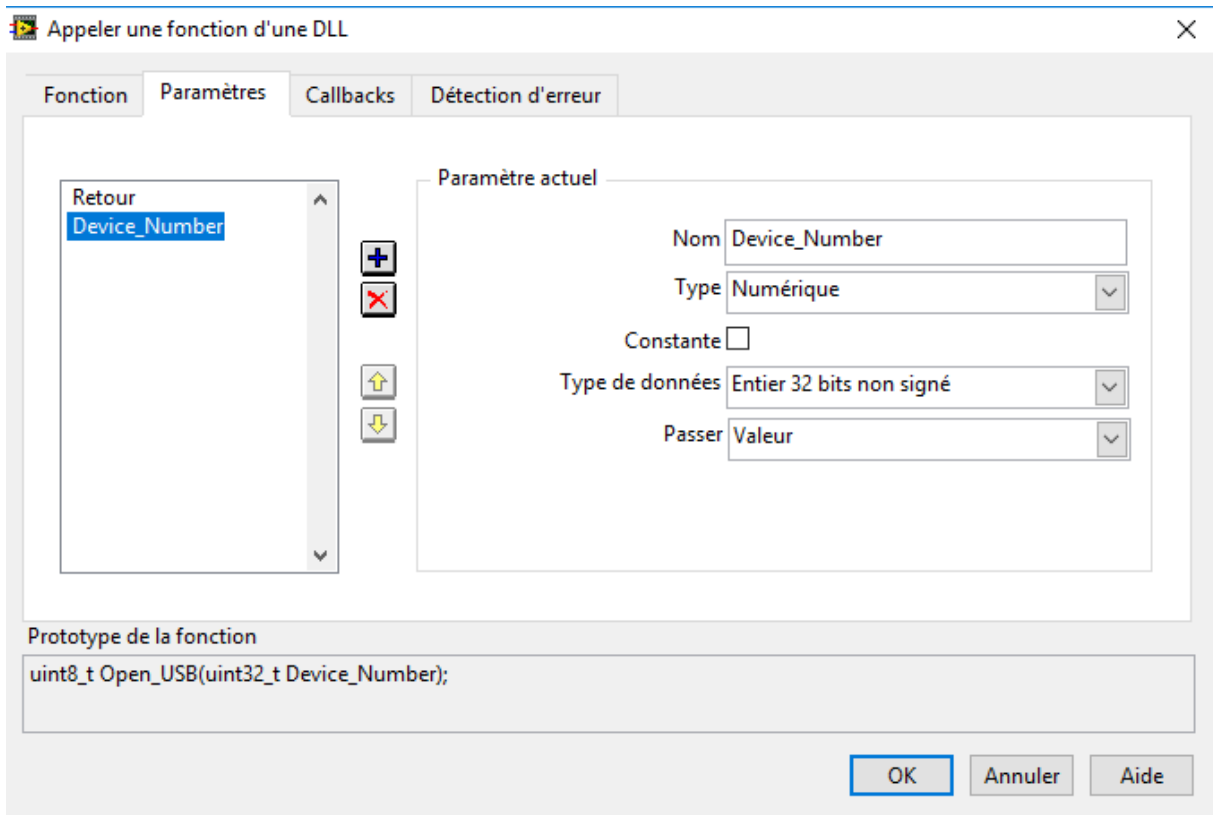 Appeler une fonction d'une DLL
Fonction Paramètres Callbacks Détection d'erreur
Retour
Device_Number
Paramètre actuel
Nom Device_Number
Type Numérique
Constante
Type de données Entier 32 bits non signé
Passer Valeur
Prototype de la fonction
uint8_t Open_USB(uint32_t Device_Number);
OK Annuler Aide